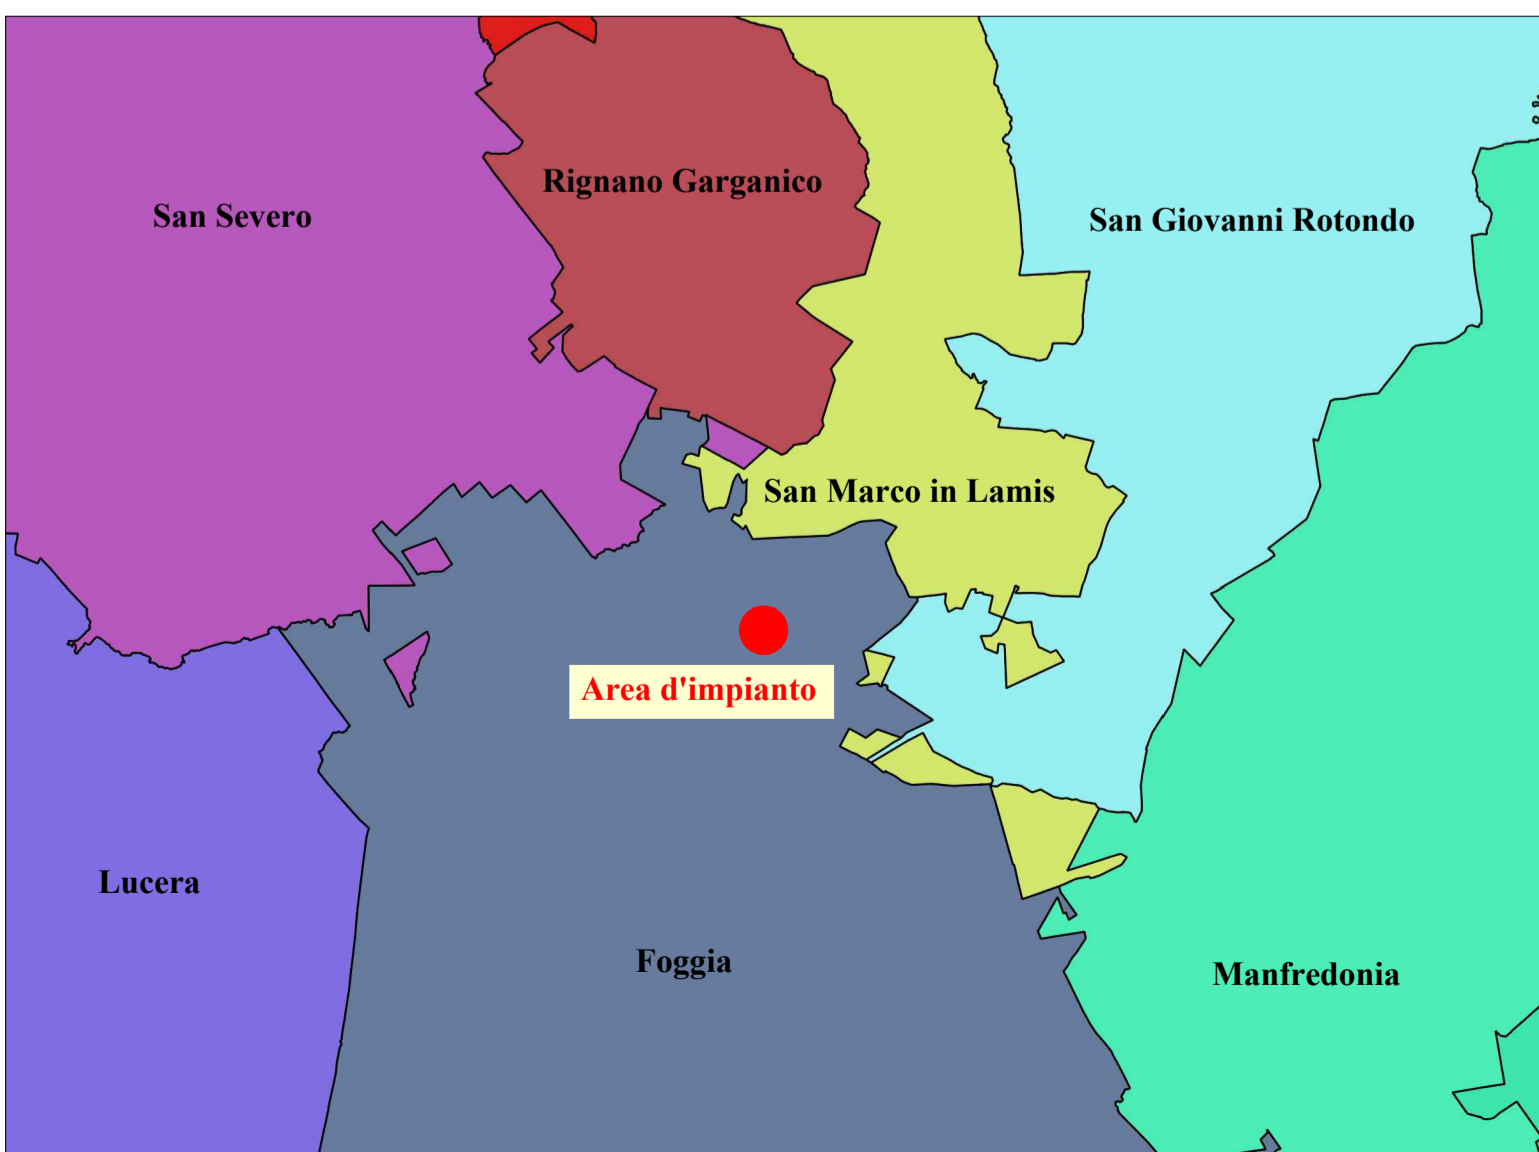 Rignano Garganico
San Severo
San Giovanni Rotondo
San Marco in Lamis
Area d'impianto
Lucera
Foggia
Manfredonia